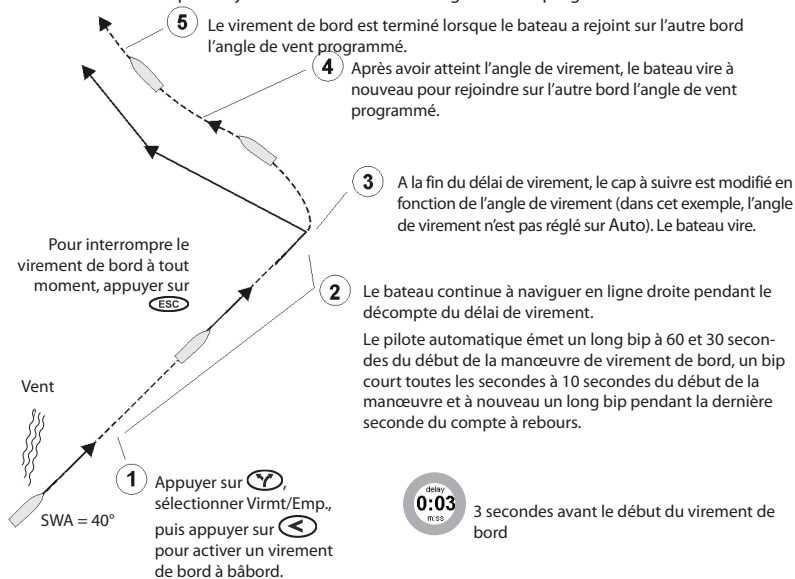 5 Le virement de bord est terminé lorsque le bateau a rejoint sur l'autre bord
l'angle de vent programmé.
4 Après avoir atteint l'angle de virement, le bateau vire à
nouveau pour rejoindre sur l'autre bord l'angle de vent
programmé.
3 A la fin du délai de virement, le cap à suivre est modifié en
fonction de l'angle de virement (dans cet exemple, l'angle
de virement n'est pas réglé sur Auto). Le bateau vire.
Pour interrompre le
virement de bord à tout
moment, appuyer sur
ESC
2 Le bateau continue à naviguer en ligne droite pendant le
décompte du délai de virement.
Le pilote automatique émet un long bip à 60 et 30 secon-
des du début de la manœuvre de virement de bord, un bip
court toutes les secondes à 10 secondes du début de la
manœuvre et à nouveau un long bip pendant la dernière
seconde du compte à rebours.
Vent
SWA = 40°
1 Appuyer sur ,
sélectionner Virmt/Emp.,
puis appuyer sur <
pour activer un virement
de bord à bâbord.
delay
0:03
m:ss
3 secondes avant le début du virement de
bord